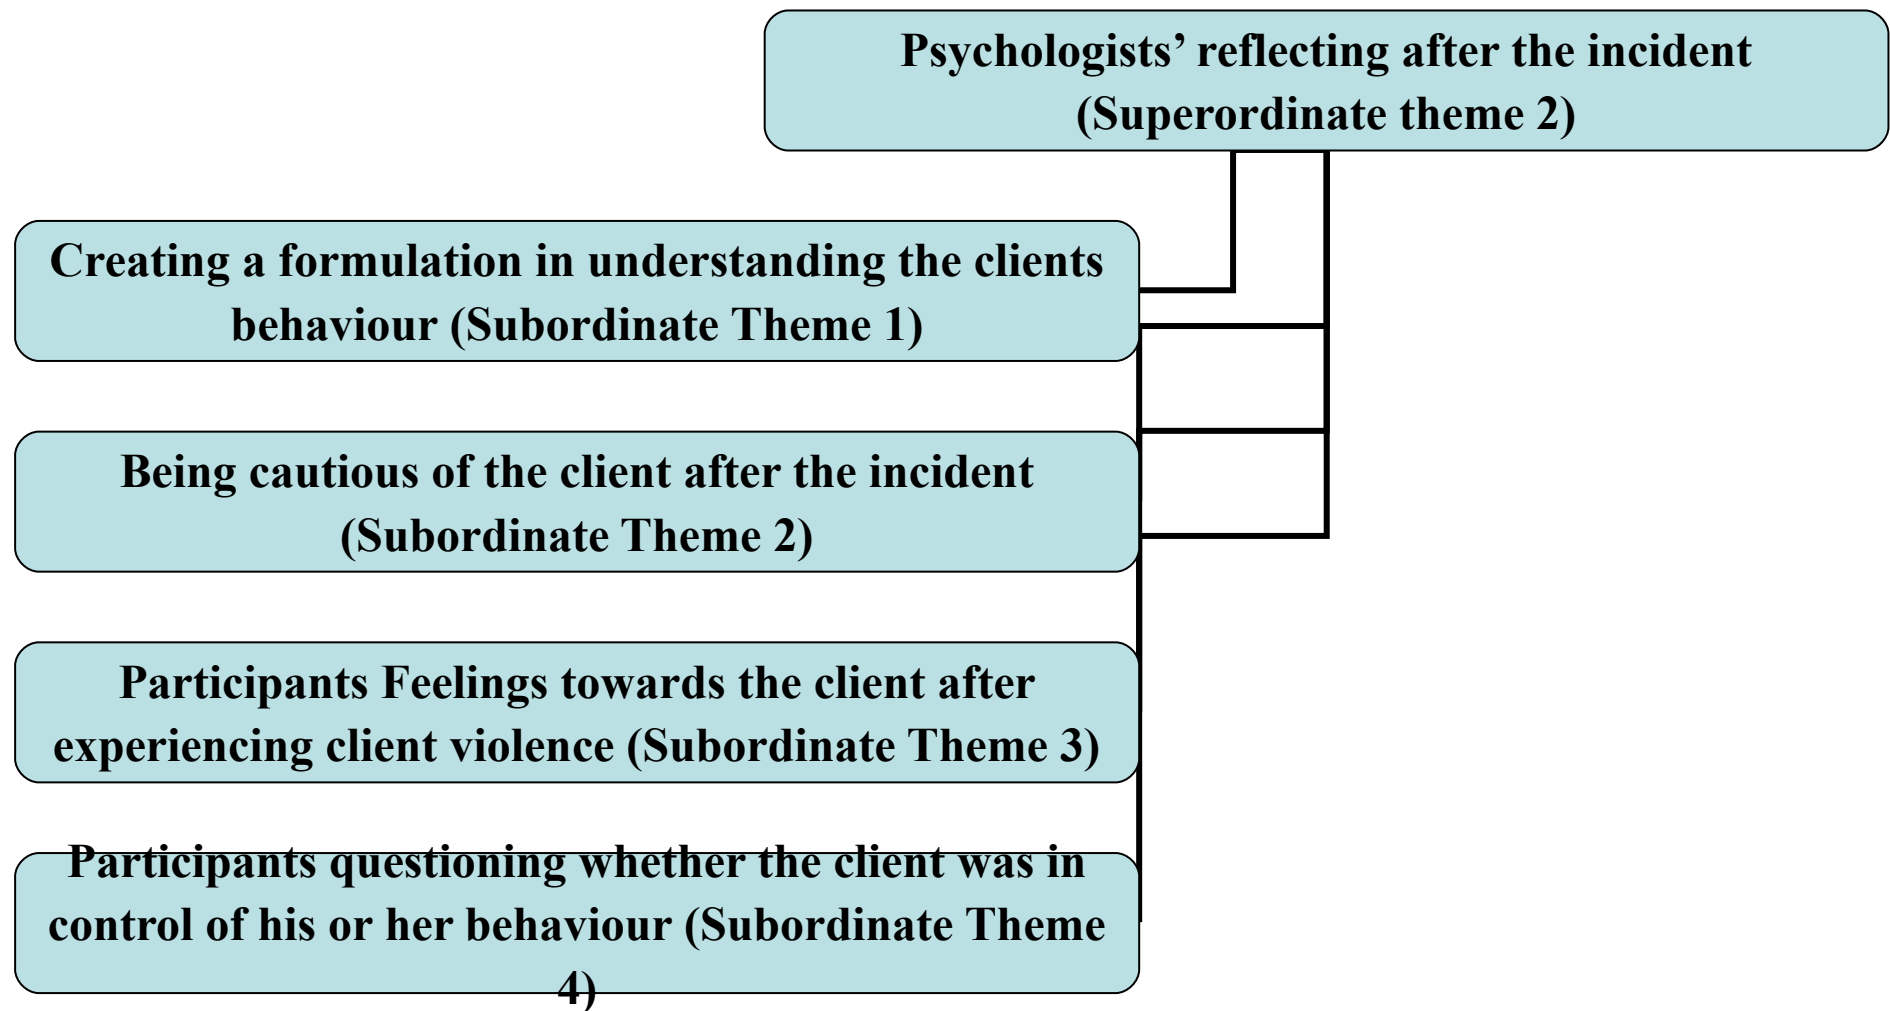 Psychologists’ reflecting after the incident
(Superordinate theme 2)
Creating a formulation in understanding the clients
behaviour (Subordinate Theme 1)
Being cautious of the client after the incident
(Subordinate Theme 2)
Participants Feelings towards the client after
experiencing client violence (Subordinate Theme 3)
Participants questioning whether the client was in
control of his or her behaviour (Subordinate Theme
4)